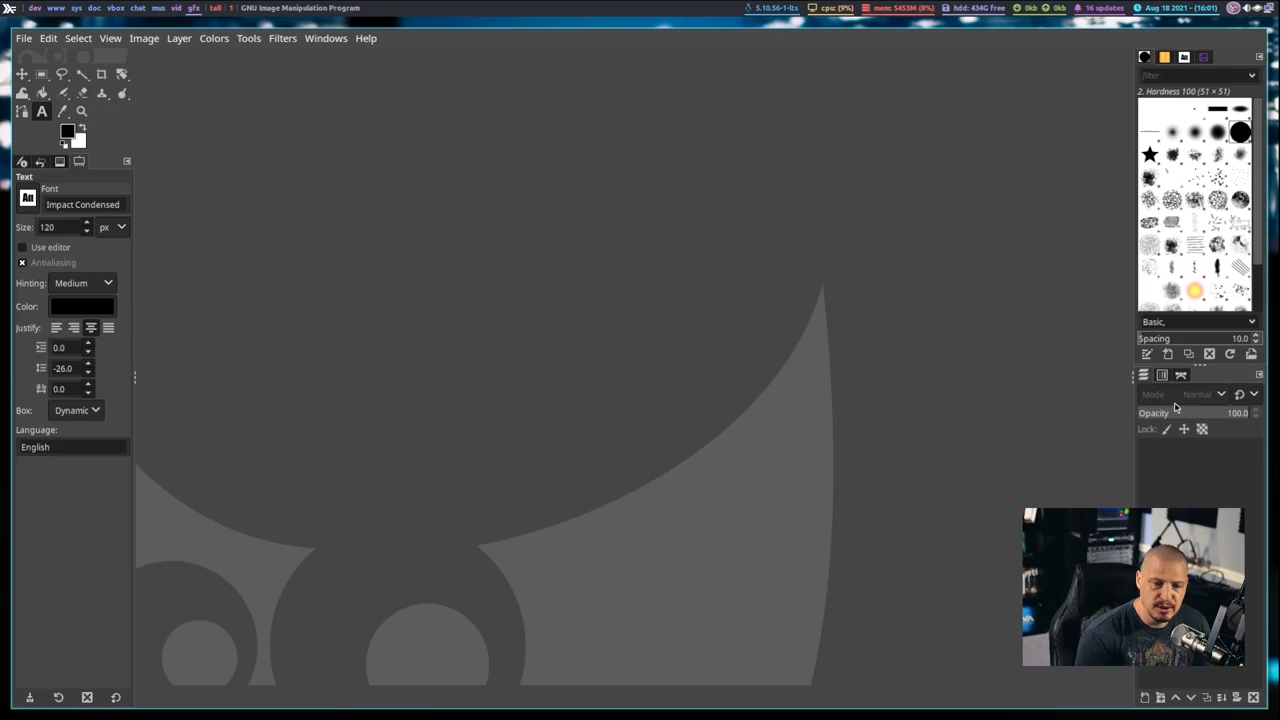 dev www sys doc vbox chat mus vid gfx | tall | 1 | GNU Image Manipulation Program
5.10.56-1-lts cpu: (9%) mem: 5453M (8%) hdd: 434G free 0kb 0kb 16 updates Aug 18 2021 - (16:01)
File Edit Select View Image Layer Colors Tools Filters Windows Help
filter
2. Hardness 100 (51 × 51)
A
Text
Font
Aa Impact Condensed
Size: 120 px
Use editor
Antialiasing
Hinting: Medium
Color:
Justify:
0.0
-26.0
0.0
Box: Dynamic
Language:
English
Basic,
Spacing 10.0
Mode Normal
Opacity 100.0
Lock: